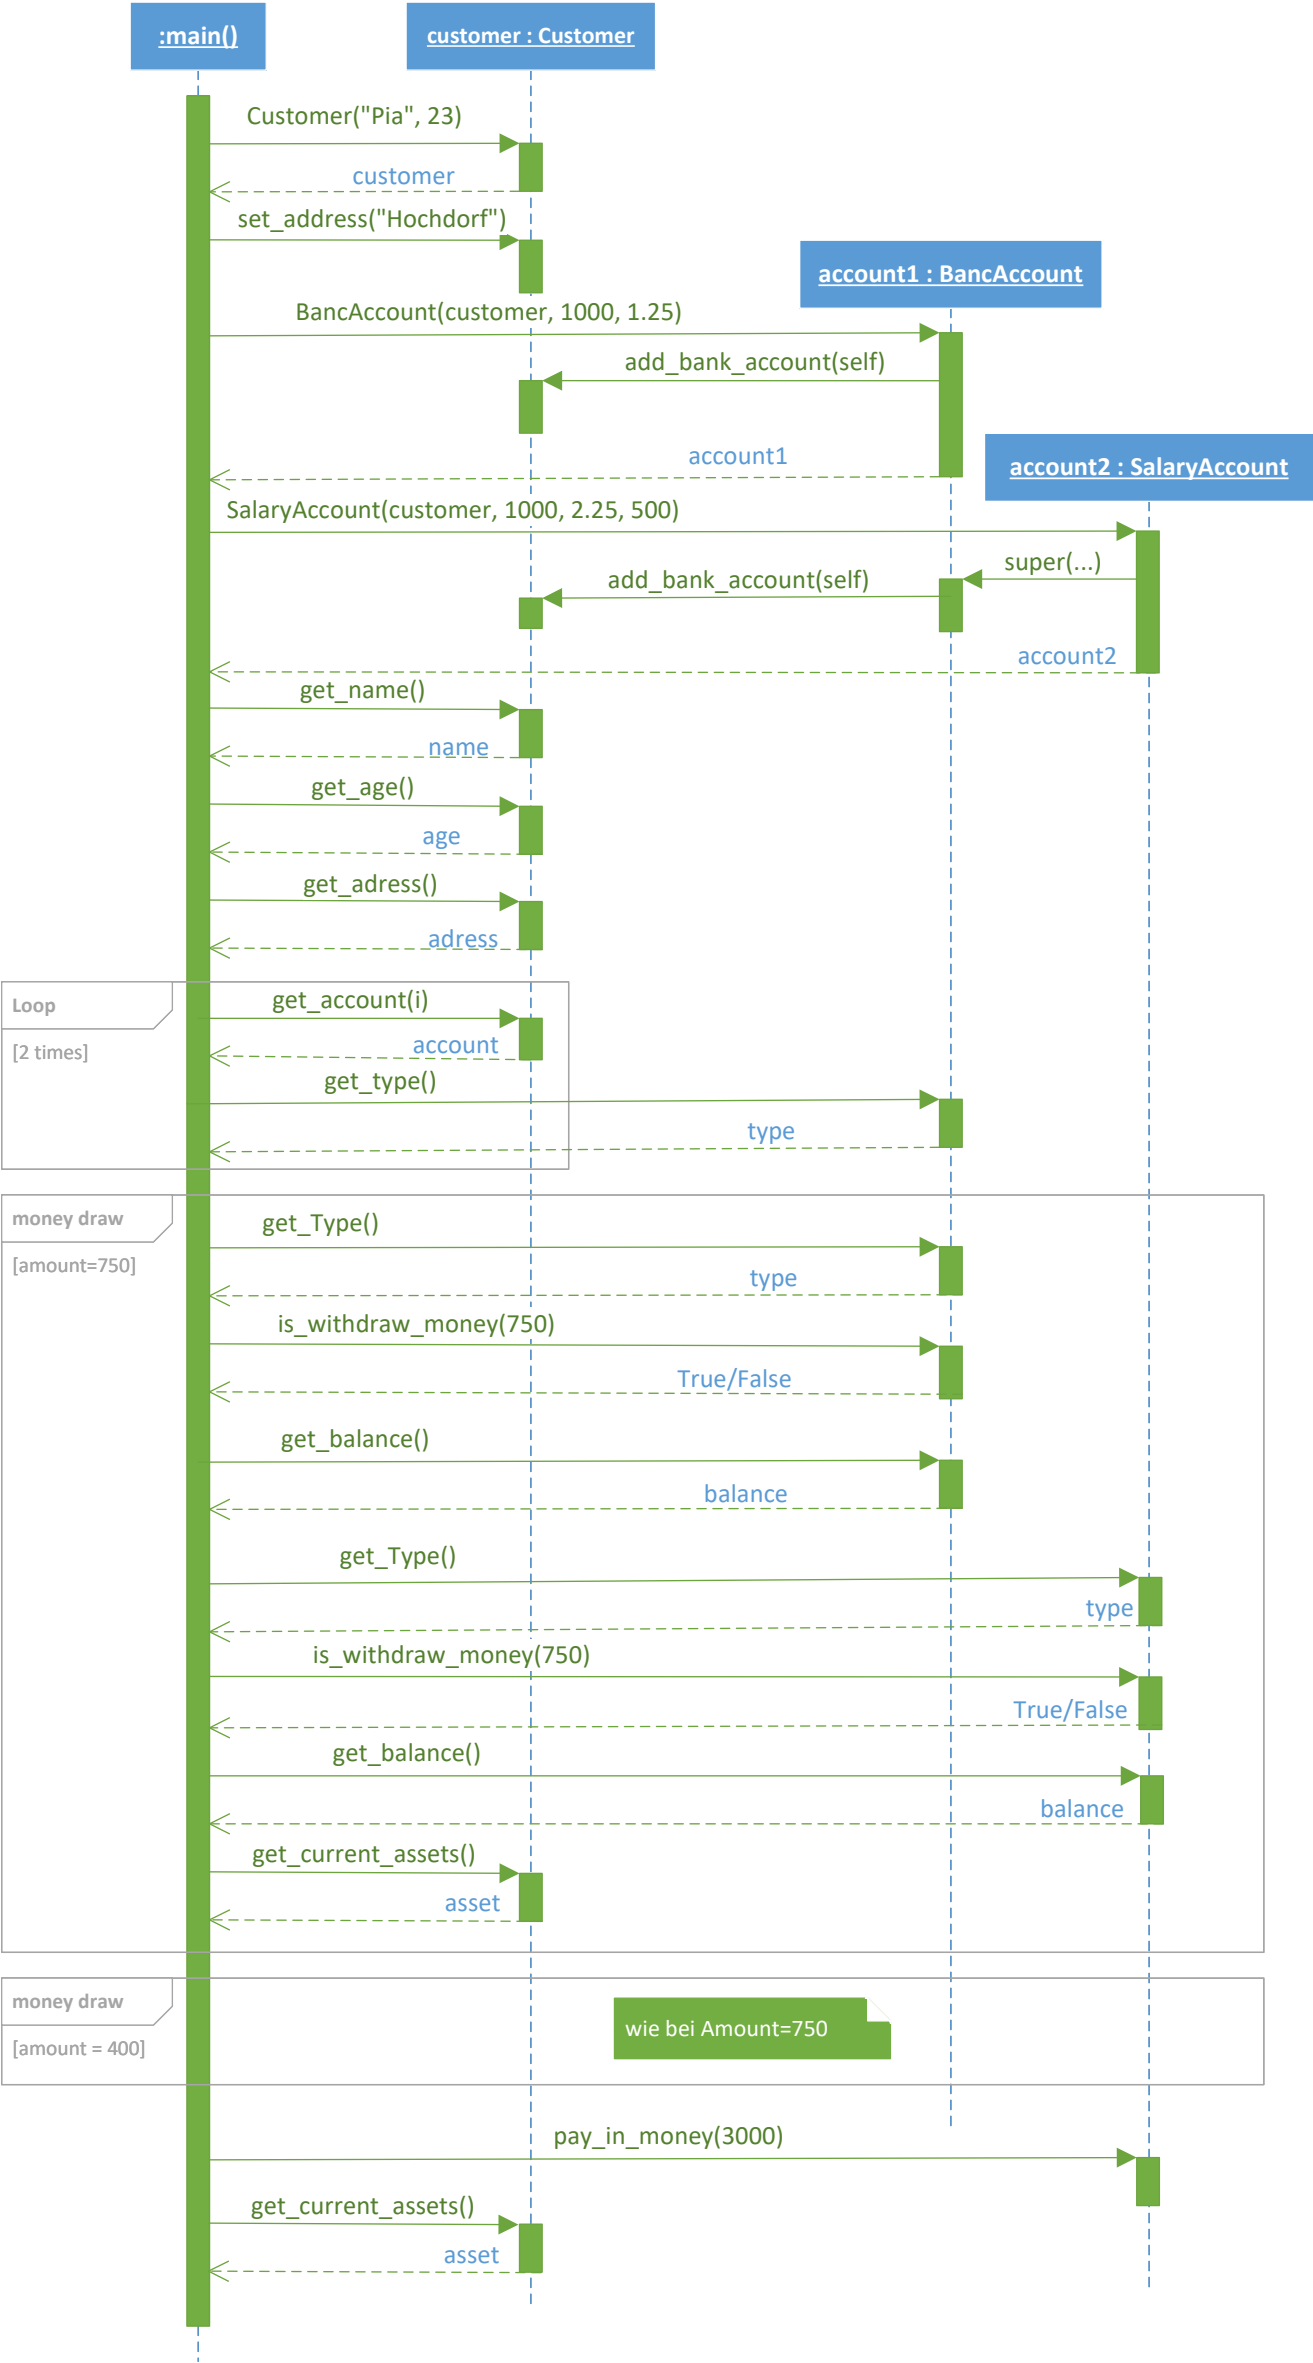 :main()
customer : Customer
Customer("Pia", 23)
customer
set_address("Hochdorf")
account1 : BancAccount
BancAccount(customer, 1000, 1.25)
add_bank_account(self)
account1
account2 : SalaryAccount
SalaryAccount(customer, 1000, 2.25, 500)
super(...)
add_bank_account(self)
account2
get_name()
name
get_age()
age
get_adress()
adress
Loop
[2 times]
get_account(i)
account
get_type()
type
money draw
[amount=750]
get_Type()
type
is_withdraw_money(750)
True/False
get_balance()
balance
get_Type()
type
is_withdraw_money(750)
True/False
get_balance()
balance
get_current_assets()
asset
money draw
[amount = 400]
wie bei Amount=750
pay_in_money(3000)
get_current_assets()
asset